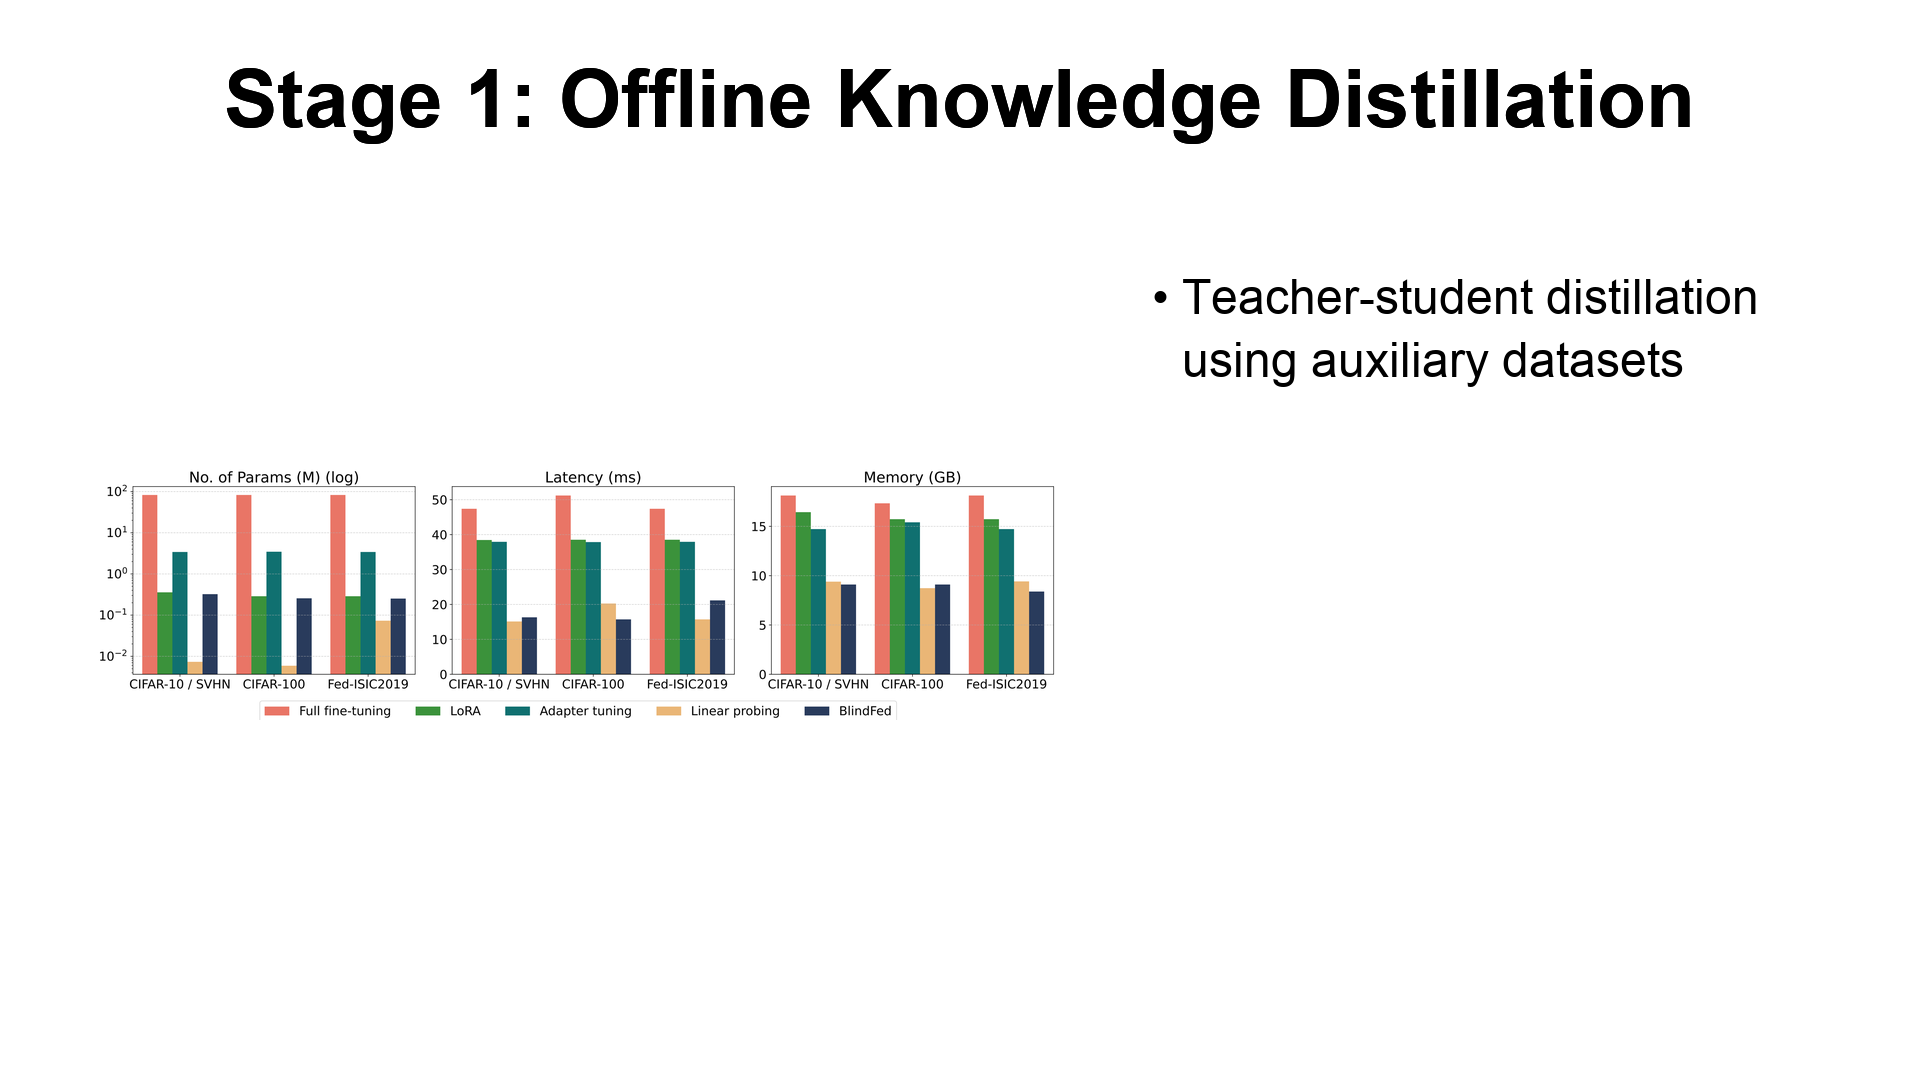 Stage 1: Offline Knowledge Distillation
• Teacher-student distillation
using auxiliary datasets
No. of Params (M) (log)
10²
10¹
10⁰
10⁻¹
10⁻²
CIFAR-10 / SVHN CIFAR-100 Fed-ISIC2019
Latency (ms)
50
40
30
20
10
0
CIFAR-10 / SVHN CIFAR-100 Fed-ISIC2019
Memory (GB)
15
10
5
0
CIFAR-10 / SVHN CIFAR-100 Fed-ISIC2019
Full fine-tuning LoRA Adapter tuning Linear probing BlindFed